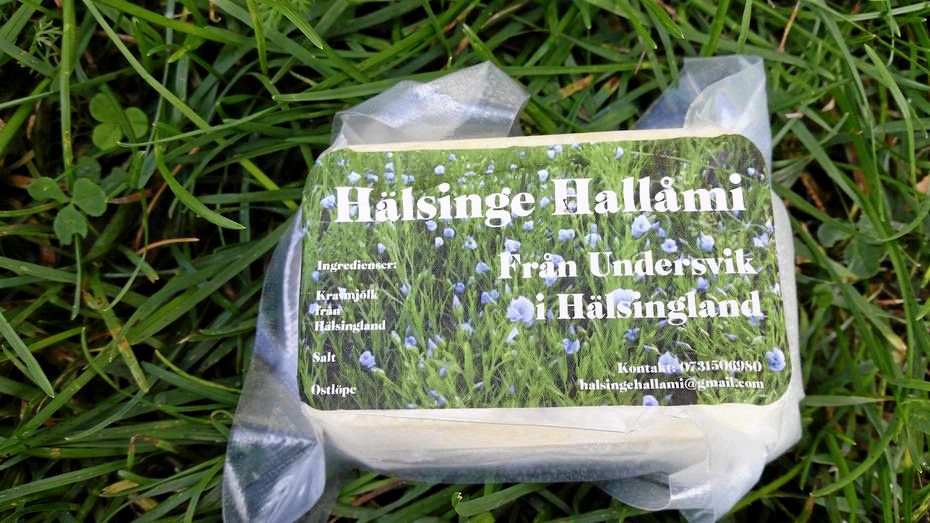 Hälsinge Hallåmi
Från Undersvik
i Hälsingland
Ingredienser:
Kravmjölk
från
Hälsingland
Salt
Ostlöpe
Kontakt: 0731506980
halsingehallami@gmail.com